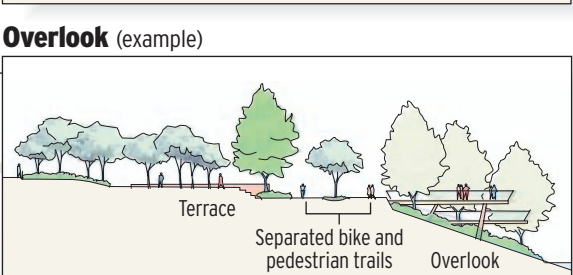 Overlook (example)
Terrace
Separated bike and
pedestrian trails
Overlook